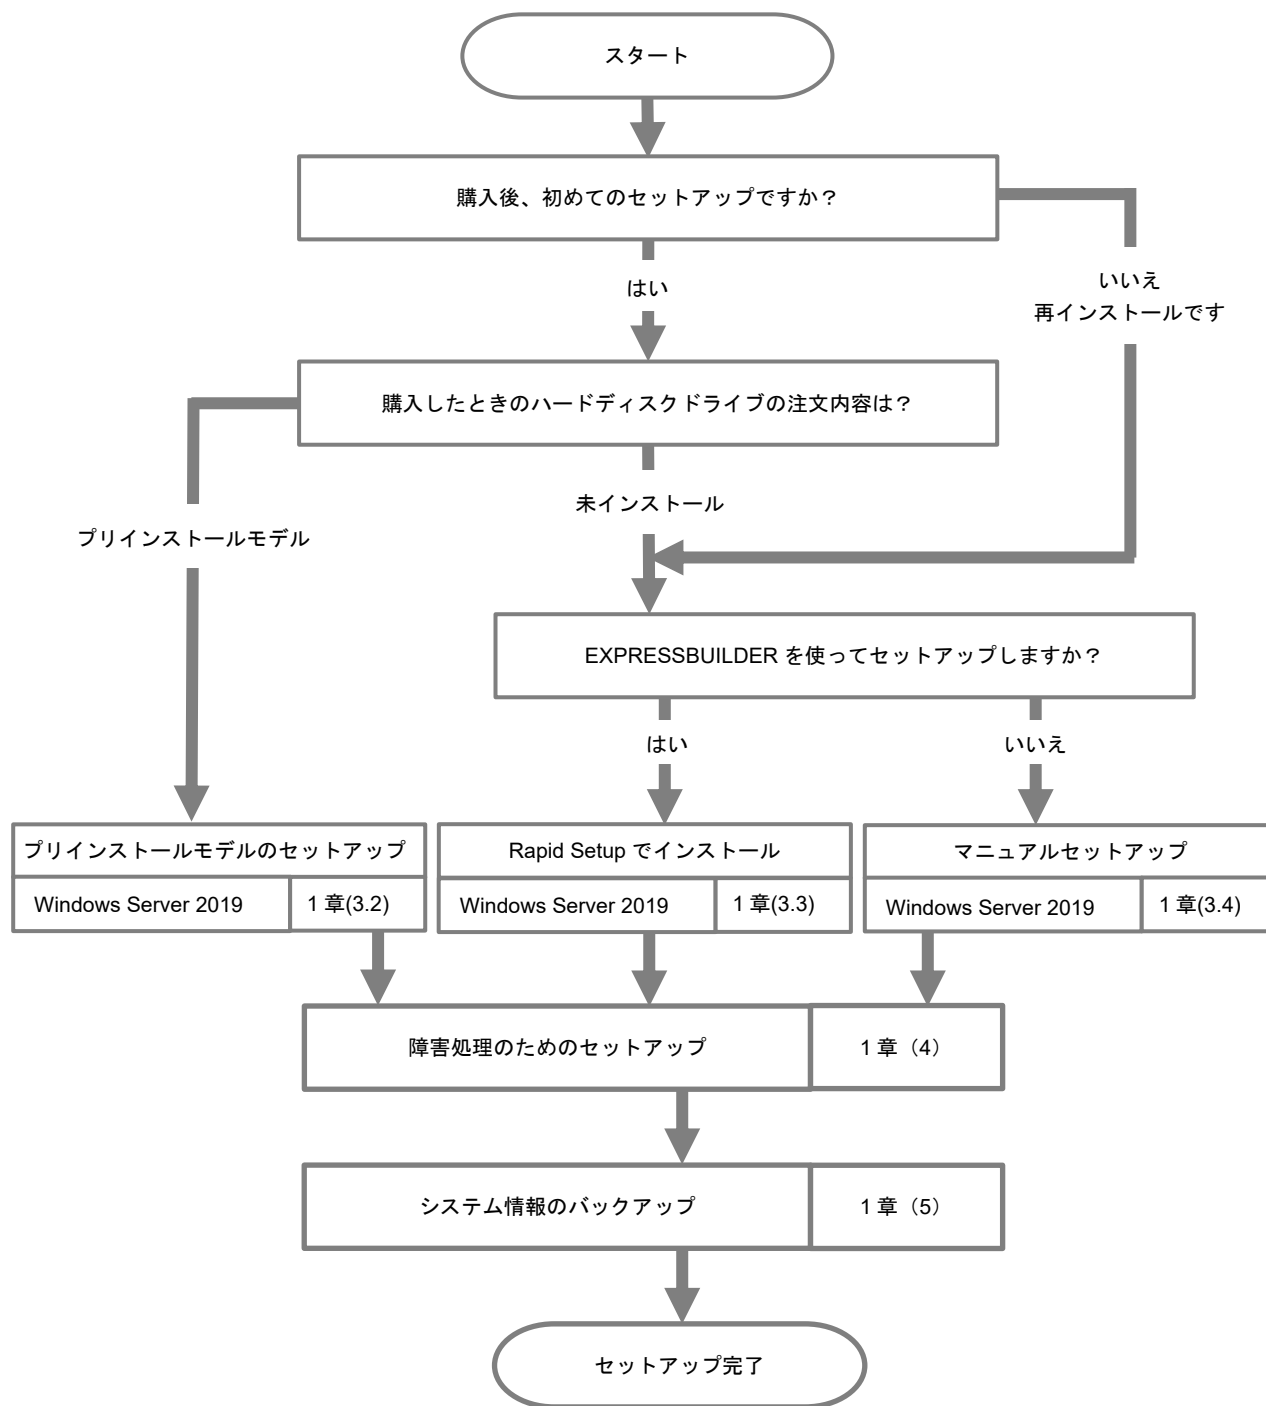 スタート
購入後、初めてのセットアップですか？
はい
いいえ
再インストールです
購入したときのハードディスクドライブの注文内容は？
未インストール
プリインストールモデル
EXPRESSBUILDER を使ってセットアップしますか？
はい
いいえ
プリインストールモデルのセットアップ
Windows Server 2019
1 章(3.2)
Rapid Setup でインストール
Windows Server 2019
1 章(3.3)
マニュアルセットアップ
Windows Server 2019
1 章(3.4)
障害処理のためのセットアップ
1 章（4）
システム情報のバックアップ
1 章（5）
セットアップ完了